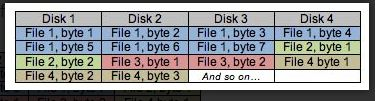 Disk 1 Disk 2 Disk 3 Disk 4
File 1, byte 1 File 1, byte 2 File 1, byte 3 File 1, byte 4
File 1, byte 5 File 1, byte 6 File 1, byte 7 File 2, byte 1
File 2, byte 2 File 3, byte 1 File 3, byte 2 File 4 byte 1
File 4, byte 2 File 4, byte 3 And so on...